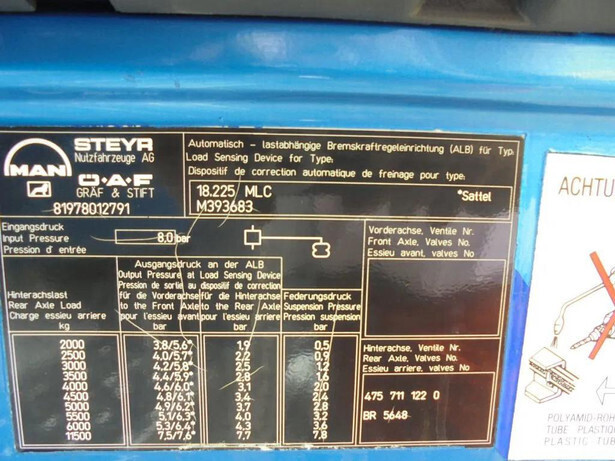 MAN
STEYR
Nutzfahrzeuge AG
ÖAF
GRÄF & STIFT
81978012791
Automatisch - lastabhängige Bremskraftregeleinrichtung (ALB) für Typ:
Load Sensing Device for Type:
Dispositif de correction automatique de freinage pour type:
18.225/MLC *Sattel
M393683
Eingangsdruck
Input Pressure 8.0 bar
Pression d' entrée
Vorderachse, Ventile Nr.
Front Axle, Valves No.
Essieu avant, valves No
Hinterachslast
Rear Axle Load
Charge essieu arriere
kg
Ausgangsdruck an der ALB
Output Pressure at Load Sensing Device
Pression de sortie au dispositif de correction
für die Vorderachse
to the Front Axle
pour l'essieu avant
bar
für die Hinterachse
to the Rear Axle
pour l'essieu arriere
bar
Federungsdruck
Suspension Pressure
Pression suspension
bar
2000 3.8/5.6* 1.9 0.5
2500 4.0/5.7* 2.2 0.9
3000 4.2/5.8* 2.5 1.2
3500 4.4/5.9* 2.8 1.6
4000 4.6/6.0* 3.1 2.0
4500 4.8/6.1* 3.4 2.4
5000 4.9/6.2* 3.7 2.8
5500 5.1/6.3* 4.0 3.2
6000 5.3/6.4* 4.3 3.6
11500 7.5/7.6* 7.7 7.8
Hinterachse, Ventile Nr.
Rear Axle, Valves No.
Essieu arriere, valves No.
475 711 122 0
BR 5648
ACHTU
POLYAMID-ROH
TUBE PLASTIQ
PLASTIC TUB